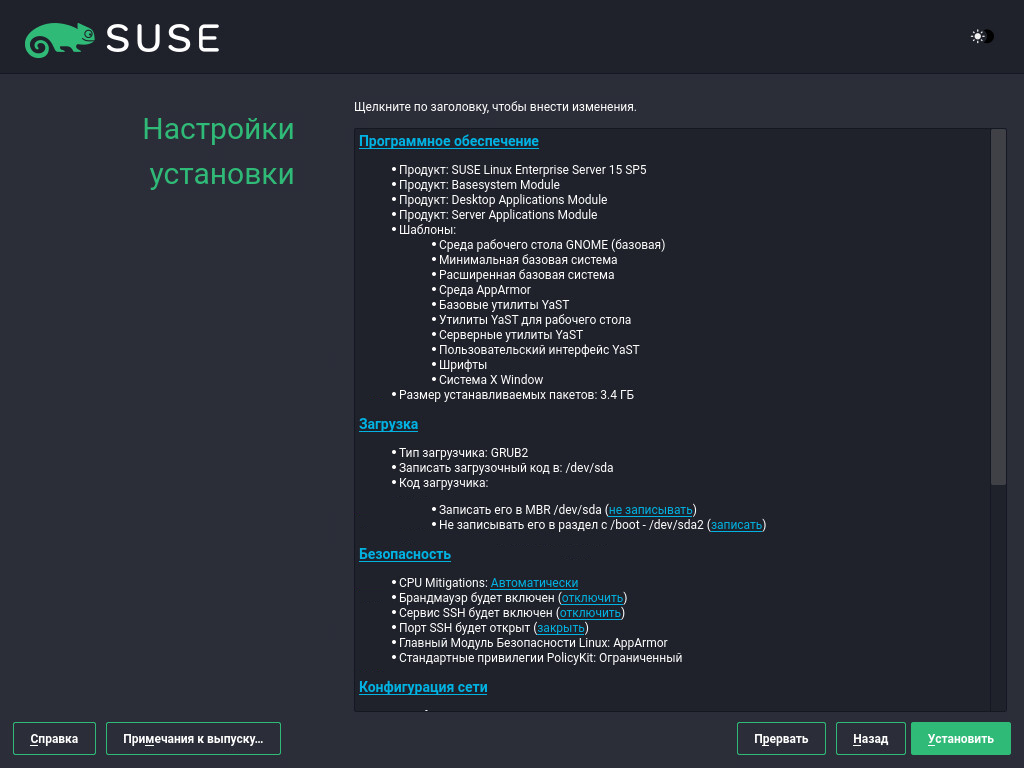 SUSE
Настройки
установки
Щелкните по заголовку, чтобы внести изменения.
Программное обеспечение
• Продукт: SUSE Linux Enterprise Server 15 SP5
• Продукт: Basesystem Module
• Продукт: Desktop Applications Module
• Продукт: Server Applications Module
• Шаблоны:
• Среда рабочего стола GNOME (базовая)
• Минимальная базовая система
• Расширенная базовая система
• Среда AppArmor
• Базовые утилиты YaST
• Утилиты YaST для рабочего стола
• Серверные утилиты YaST
• Пользовательский интерфейс YaST
• Шрифты
• Система X Window
• Размер устанавливаемых пакетов: 3.4 ГБ
Загрузка
• Тип загрузчика: GRUB2
• Записать загрузочный код в: /dev/sda
• Код загрузчика:
• Записать его в MBR /dev/sda (не записывать)
• Не записывать его в раздел с /boot - /dev/sda2 (записать)
Безопасность
• CPU Mitigations: Автоматически
• Брандмауэр будет включен (отключить)
• Сервис SSH будет включен (отключить)
• Порт SSH будет открыт (закрыть)
• Главный Модуль Безопасности Linux: AppArmor
• Стандартные привилегии PolicyKit: Ограниченный
Конфигурация сети
Справка
Примечания к выпуску...
Прервать
Назад
Установить